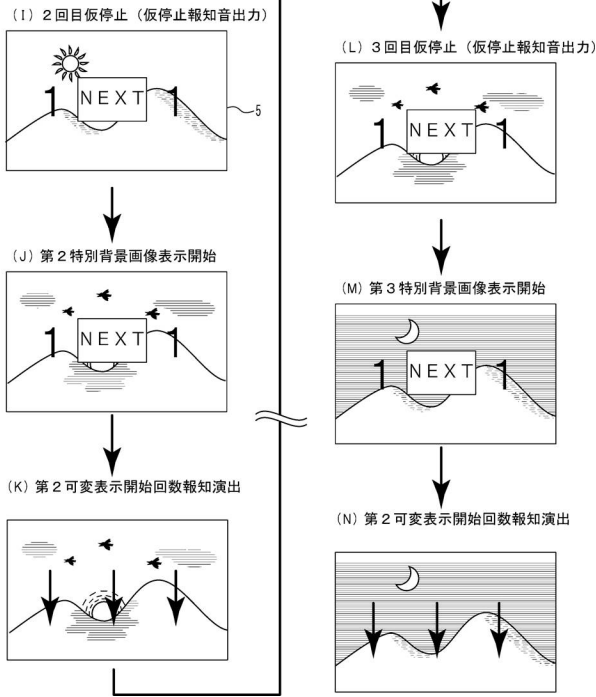 (I) 2回目仮停止（仮停止報知音出力）
1 NEXT 1
5
(J) 第2特別背景画像表示開始
1 NEXT 1
(K) 第2可変表示開始回数報知演出
(L) 3回目仮停止（仮停止報知音出力）
1 NEXT 1
(M) 第3特別背景画像表示開始
1 NEXT 1
(N) 第2可変表示開始回数報知演出